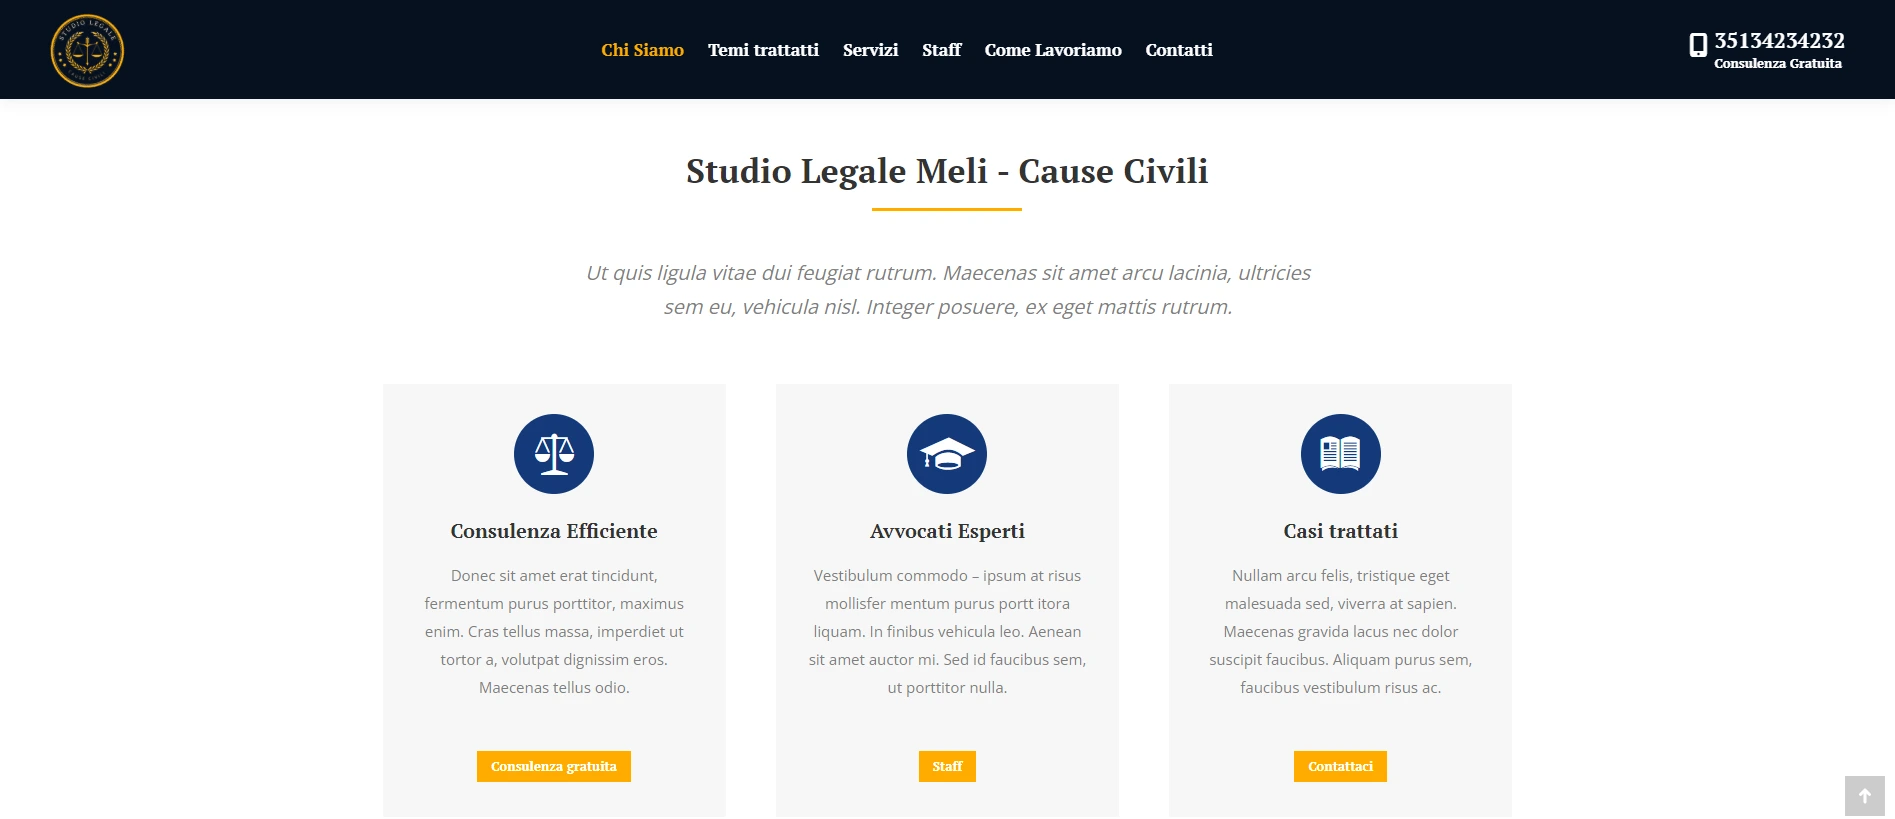 STUDIO LEGALE
CAUSE CIVILI
Chi Siamo Temi trattatti Servizi Staff Come Lavoriamo Contatti
35134234232
Consulenza Gratuita
Studio Legale Meli - Cause Civili
Ut quis ligula vitae dui feugiat rutrum. Maecenas sit amet arcu lacinia, ultricies
sem eu, vehicula nisl. Integer posuere, ex eget mattis rutrum.
Consulenza Efficiente
Donec sit amet erat tincidunt,
fermentum purus porttitor, maximus
enim. Cras tellus massa, imperdiet ut
tortor a, volutpat dignissim eros.
Maecenas tellus odio.
Consulenza gratuita
Avvocati Esperti
Vestibulum commodo – ipsum at risus
mollisfer mentum purus portt itora
liquam. In finibus vehicula leo. Aenean
sit amet auctor mi. Sed id faucibus sem,
ut porttitor nulla.
Staff
Casi trattati
Nullam arcu felis, tristique eget
malesuada sed, viverra at sapien.
Maecenas gravida lacus nec dolor
suscipit faucibus. Aliquam purus sem,
faucibus vestibulum risus ac.
Contattaci